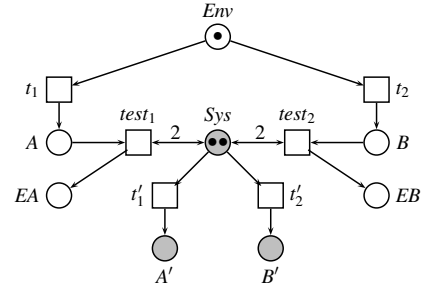 Env
t₁ t₂
test₁ Sys test₂
A 2 2 B
EA t′₁ t′₂ EB
A′ B′